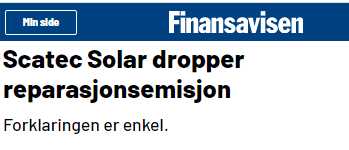 Min side
Finansavisen
Scatec Solar dropper
reparasjonsemisjon
Forklaringen er enkel.